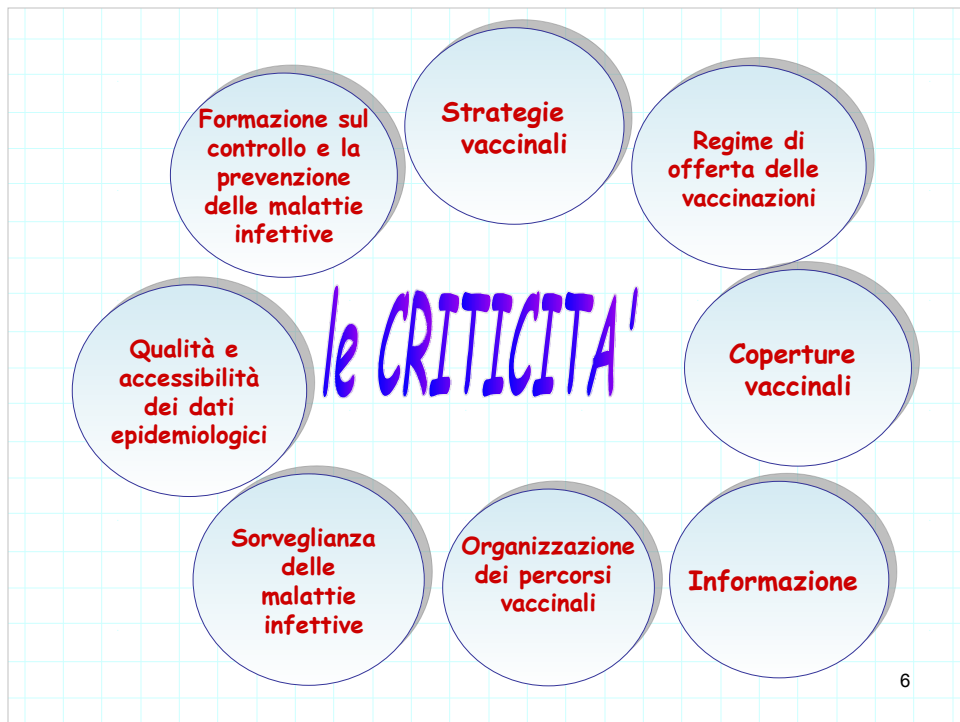 Strategie
vaccinali
Formazione sul
controllo e la
prevenzione
delle malattie
infettive
Regime di
offerta delle
vaccinazioni
le CRITICITA'
Qualità e
accessibilità
dei dati
epidemiologici
Coperture
vaccinali
Sorveglianza
delle
malattie
infettive
Organizzazione
dei percorsi
vaccinali
Informazione
6